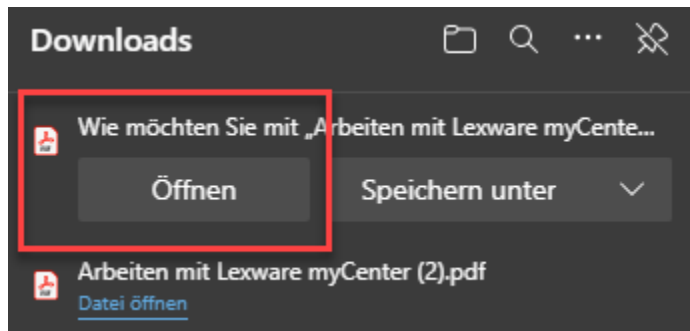 Downloads
Wie möchten Sie mit „Arbeiten mit Lexware myCente...
Öffnen
Speichern unter
Arbeiten mit Lexware myCenter (2).pdf
Datei öffnen